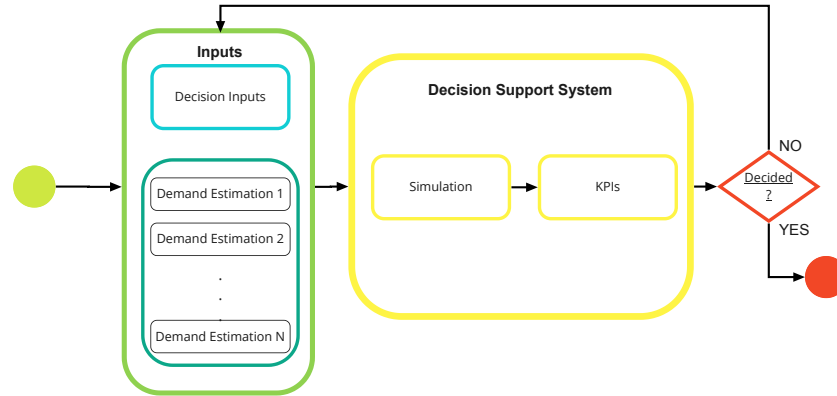 Inputs
Decision Inputs
Demand Estimation 1
Demand Estimation 2
.
.
.
Demand Estimation N
Decision Support System
Simulation
KPIs
NO
Decided
?
YES